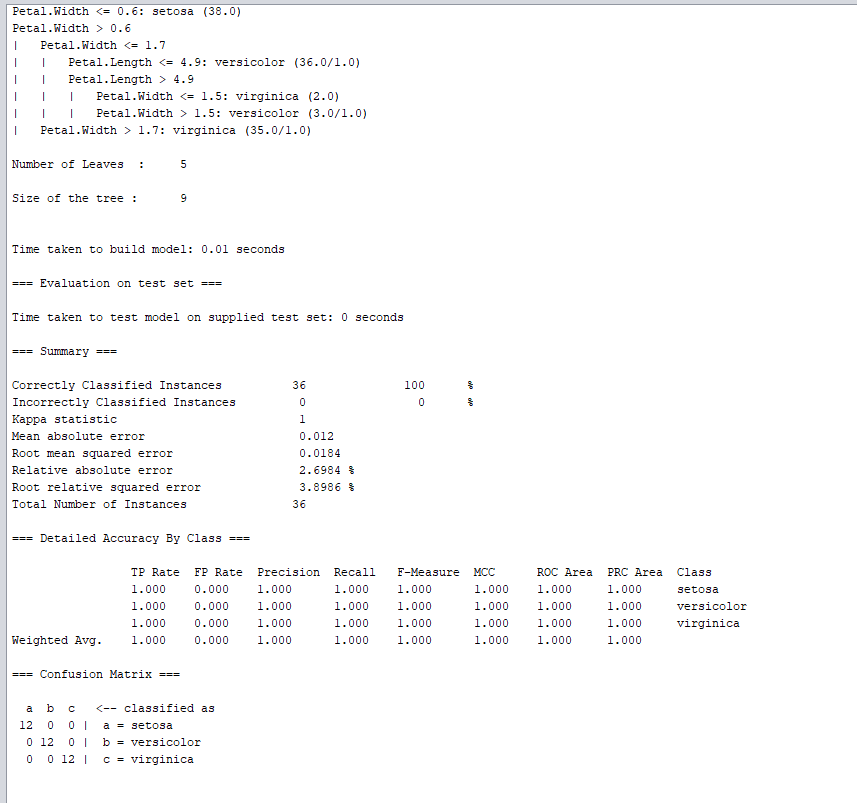 Petal.Width <= 0.6: setosa (38.0)
Petal.Width > 0.6
|   Petal.Width <= 1.7
|   |   Petal.Length <= 4.9: versicolor (36.0/1.0)
|   |   Petal.Length > 4.9
|   |   |   Petal.Width <= 1.5: virginica (2.0)
|   |   |   Petal.Width > 1.5: versicolor (3.0/1.0)
|   Petal.Width > 1.7: virginica (35.0/1.0)
Number of Leaves  :     5
Size of the tree :      9
Time taken to build model: 0.01 seconds
=== Evaluation on test set ===
Time taken to test model on supplied test set: 0 seconds
=== Summary ===
Correctly Classified Instances          36              100      %
Incorrectly Classified Instances         0                0      %
Kappa statistic                          1
Mean absolute error                      0.012
Root mean squared error                  0.0184
Relative absolute error                  2.6984 %
Root relative squared error              3.8986 %
Total Number of Instances               36
=== Detailed Accuracy By Class ===
                 TP Rate  FP Rate  Precision  Recall   F-Measure  MCC      ROC Area  PRC Area  Class
                 1.000    0.000    1.000      1.000    1.000      1.000    1.000     1.000     setosa
                 1.000    0.000    1.000      1.000    1.000      1.000    1.000     1.000     versicolor
                 1.000    0.000    1.000      1.000    1.000      1.000    1.000     1.000     virginica
Weighted Avg.    1.000    0.000    1.000      1.000    1.000      1.000    1.000     1.000
=== Confusion Matrix ===
  a  b  c   <-- classified as
 12  0  0 |  a = setosa
  0 12  0 |  b = versicolor
  0  0 12 |  c = virginica